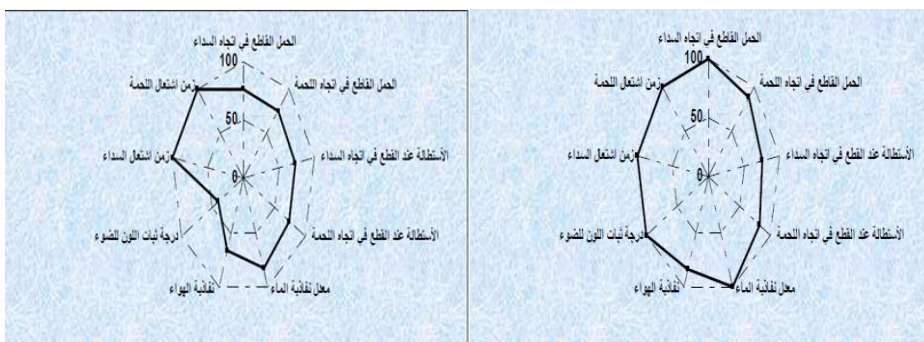 الحمل القاطع في اتجاه السداء
100
زمن اشتعال اللحمة
الحمل القاطع في اتجاه اللحمة
50
زمن اشتعال السداء
الأستطالة عند القطع في اتجاه السداء
0
درجة ثبات اللون للضوء
الأستطالة عند القطع في اتجاه اللحمة
نفاذية الهواء
معدل نفاذية الماء
الحمل القاطع في اتجاه السداء
100
زمن اشتعال اللحمة
الحمل القاطع في اتجاه اللحمة
50
زمن اشتعال السداء
الأستطالة عند القطع في اتجاه السداء
0
درجة ثبات اللون للضوء
الأستطالة عند القطع في اتجاه اللحمة
نفاذية الهواء
معدل نفاذية الماء